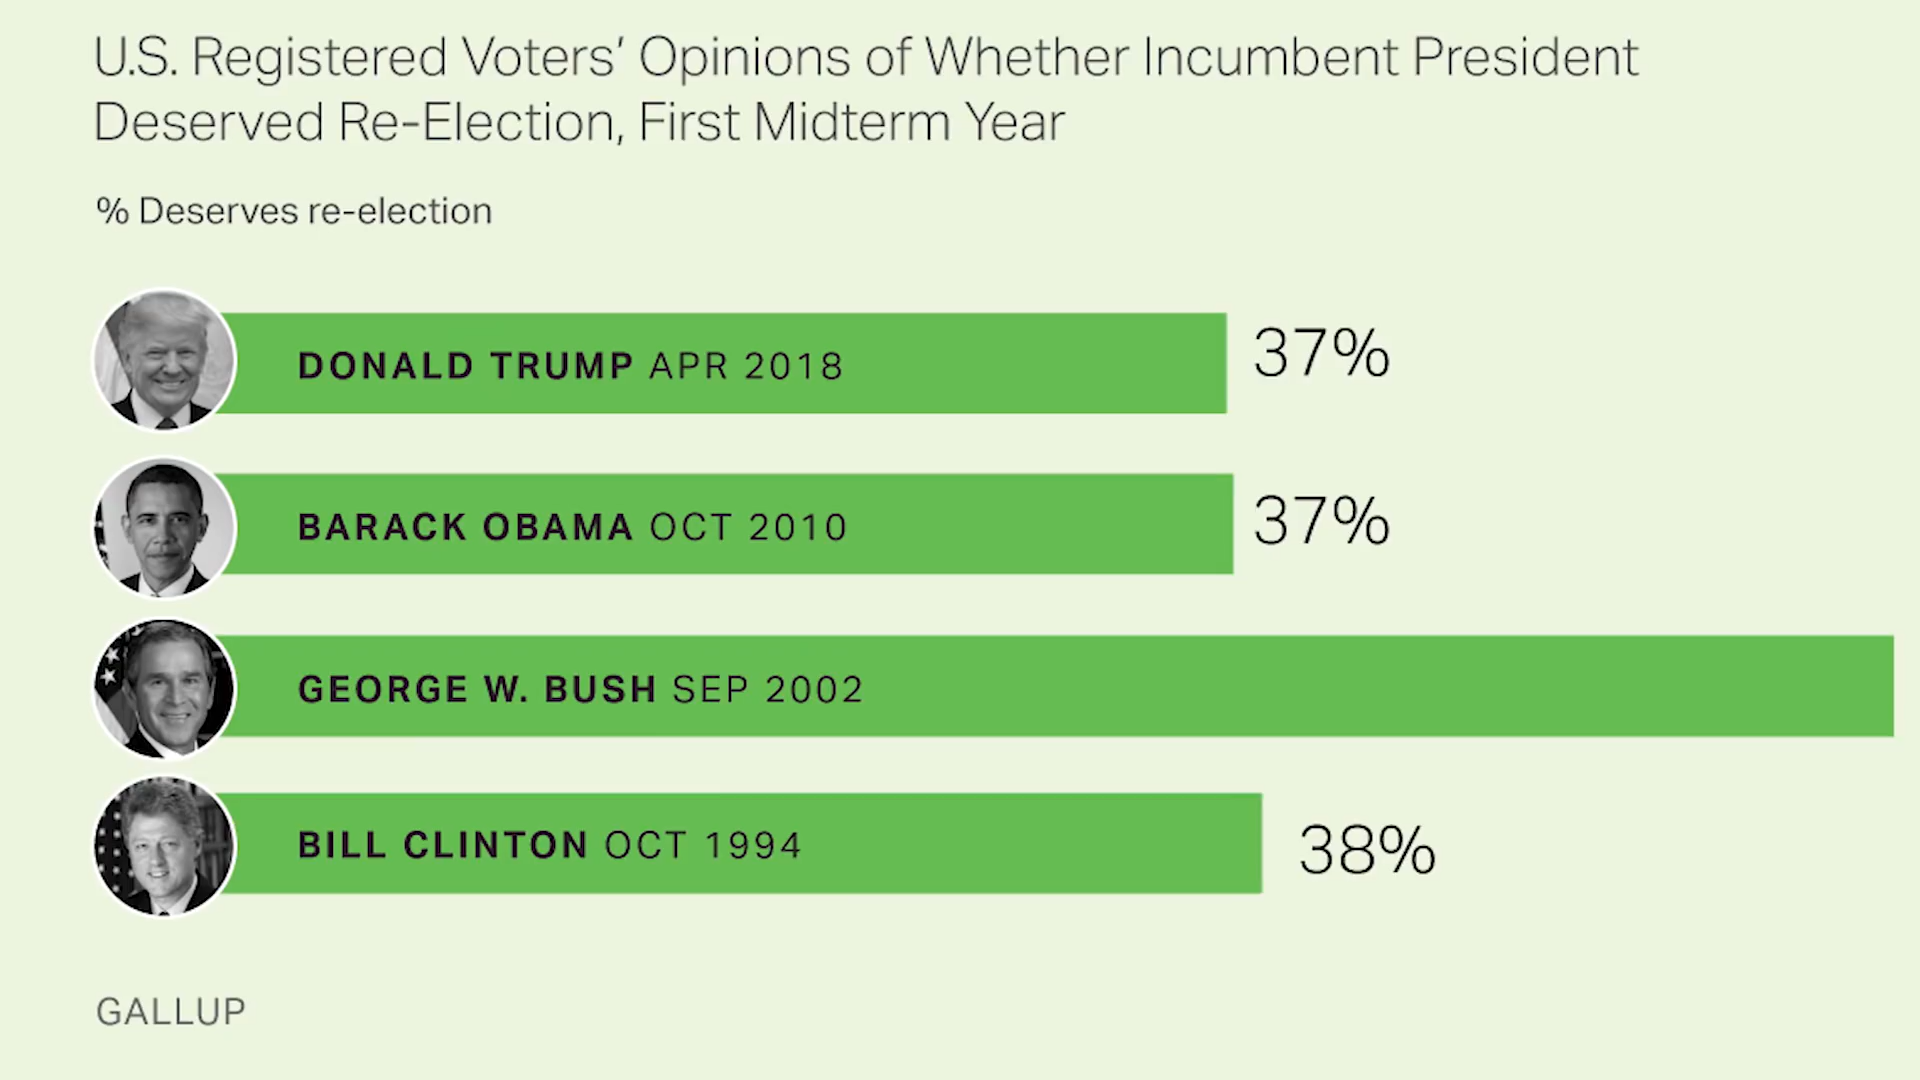 U.S. Registered Voters’ Opinions of Whether Incumbent President
Deserved Re-Election, First Midterm Year
% Deserves re-election
DONALD TRUMP APR 2018 37%
BARACK OBAMA OCT 2010 37%
GEORGE W. BUSH SEP 2002
BILL CLINTON OCT 1994 38%
GALLUP